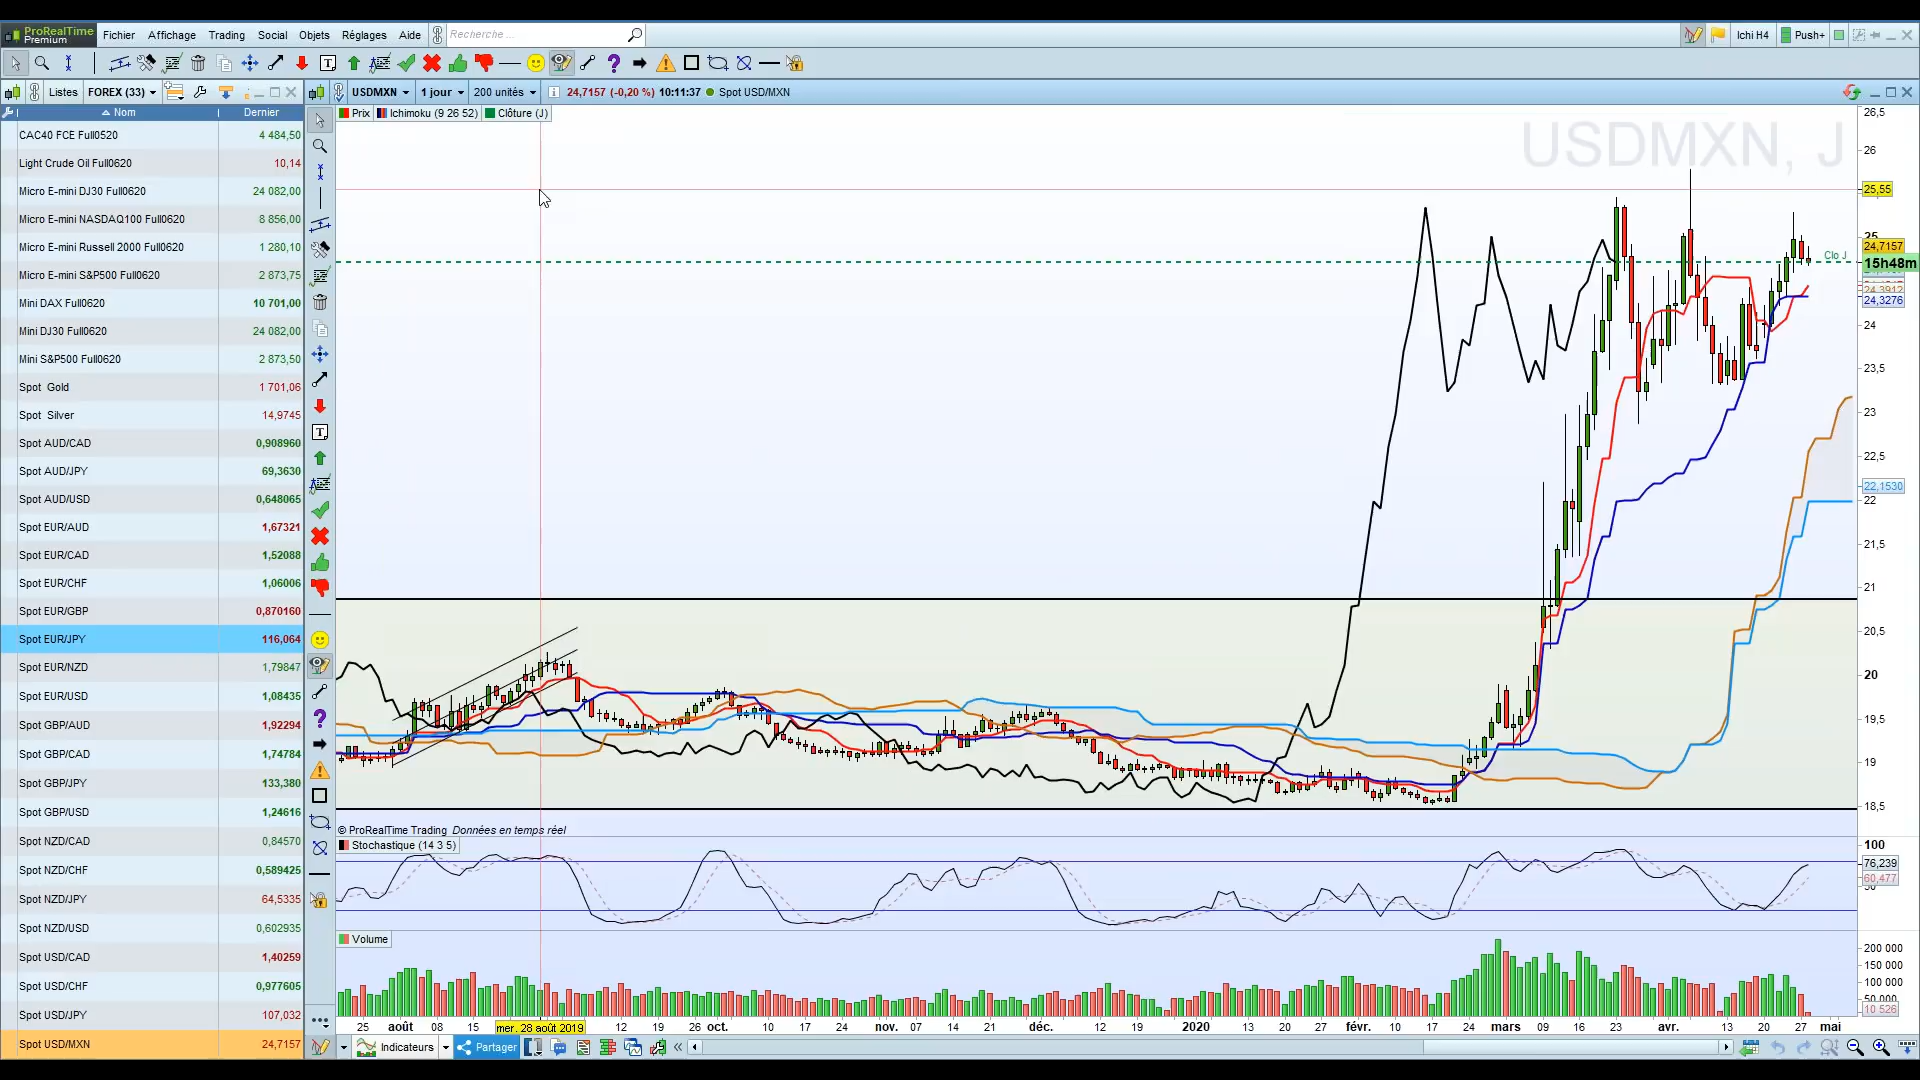 ProRealTime
Premium
Fichier Affichage Trading Social Objets Réglages Aide
Recherche ...
Ichi H4
Push+
Listes FOREX (33)
USDMXN 1 jour 200 unités 24,7157 (-0,20 %) 10:11:37 Spot USD/MXN
Nom Dernier
CAC40 FCE Full0520 4 484,50
Light Crude Oil Full0620 10,14
Micro E-mini DJ30 Full0620 24 082,00
Micro E-mini NASDAQ100 Full0620 8 856,00
Micro E-mini Russell 2000 Full0620 1 280,10
Micro E-mini S&P500 Full0620 2 873,75
Mini DAX Full0620 10 701,00
Mini DJ30 Full0620 24 082,00
Mini S&P500 Full0620 2 873,50
Spot Gold 1 701,06
Spot Silver 14,9745
Spot AUD/CAD 0,908960
Spot AUD/JPY 69,3630
Spot AUD/USD 0,648065
Spot EUR/AUD 1,67321
Spot EUR/CAD 1,52088
Spot EUR/CHF 1,06006
Spot EUR/GBP 0,870160
Spot EUR/JPY 116,064
Spot EUR/NZD 1,79847
Spot EUR/USD 1,08435
Spot GBP/AUD 1,92294
Spot GBP/CAD 1,74784
Spot GBP/JPY 133,380
Spot GBP/USD 1,24616
Spot NZD/CAD 0,84570
Spot NZD/CHF 0,589425
Spot NZD/JPY 64,5335
Spot NZD/USD 0,602935
Spot USD/CAD 1,40259
Spot USD/CHF 0,977605
Spot USD/JPY 107,032
Spot USD/MXN 24,7157
Prix Ichimoku (9 26 52) Clôture (J)
USDMXN, J
26,5
26
25,55
25
24,7157
Clo J
15h48m
24,3912
24,3276
24
23,5
23
22,5
22,1530
22
21,5
21
20,5
20
19,5
19
18,5
© ProRealTime Trading Données en temps réel
Stochastique (14 3 5)
100
76,239
60,477
50
Volume
200 000
150 000
100 000
50 000
10 526
25 août 08 15 mer. 28 août 2019 12 19 26 oct. 10 17 24 nov. 07 14 21 déc. 12 19 2020 13 20 27 févr. 10 17 24 mars 09 16 23 avr. 13 20 27 mai
Indicateurs Partager